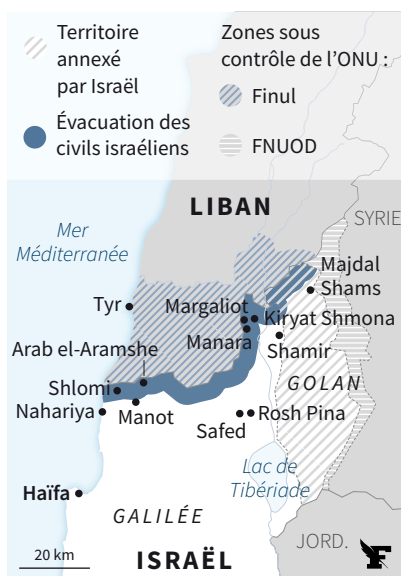 Territoire
annexé
par Israël
Évacuation des
civils israéliens
Zones sous
contrôle de l’ONU :
Finul
FNUOD
LIBAN
SYRIE
Mer
Méditerranée
Majdal
Shams
Tyr
Margaliot
Kiryat Shmona
Manara
Shamir
Arab el-Aramshe
GOLAN
Shlomi
Nahariya
Manot
Rosh Pina
Safed
Lac de
Tibériade
Haïfa
GALILÉE
JORD.
20 km
ISRAËL
F